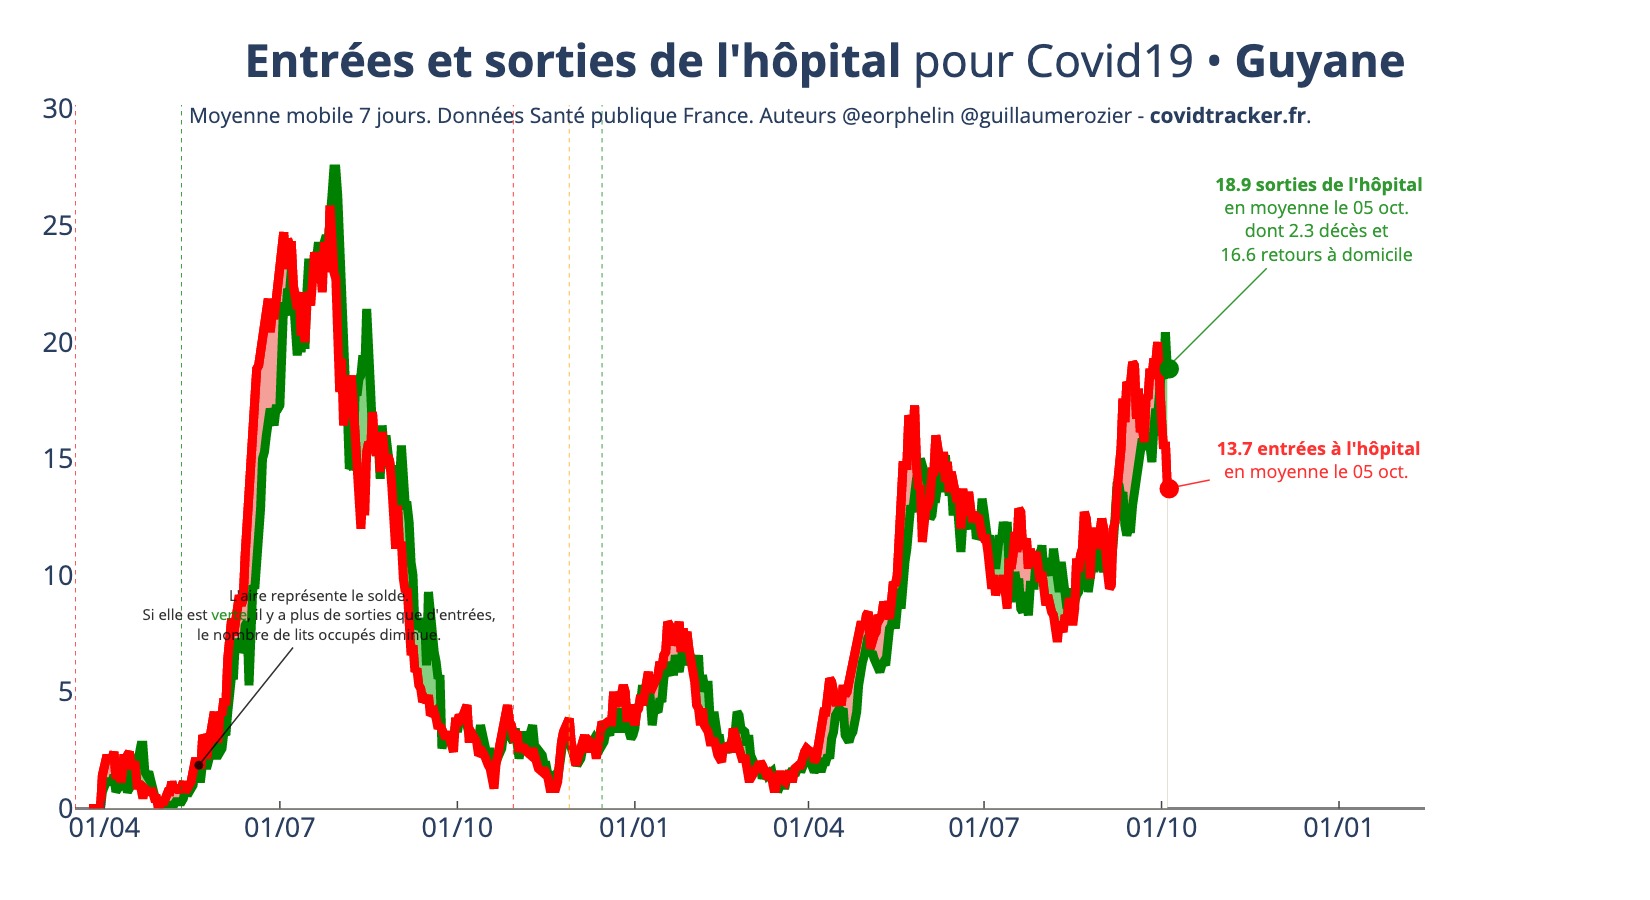 Entrées et sorties de l'hôpital pour Covid19 • Guyane
Moyenne mobile 7 jours. Données Santé publique France. Auteurs @eorphelin @guillaumerozier - covidtracker.fr.
30
25
20
15
10
5
0
18.9 sorties de l'hôpital
en moyenne le 05 oct.
dont 2.3 décès et
16.6 retours à domicile
13.7 entrées à l'hôpital
en moyenne le 05 oct.
L'aire représente le solde.
Si elle est verte, il y a plus de sorties que d'entrées,
le nombre de lits occupés diminue.
01/04
01/07
01/10
01/01
01/04
01/07
01/10
01/01